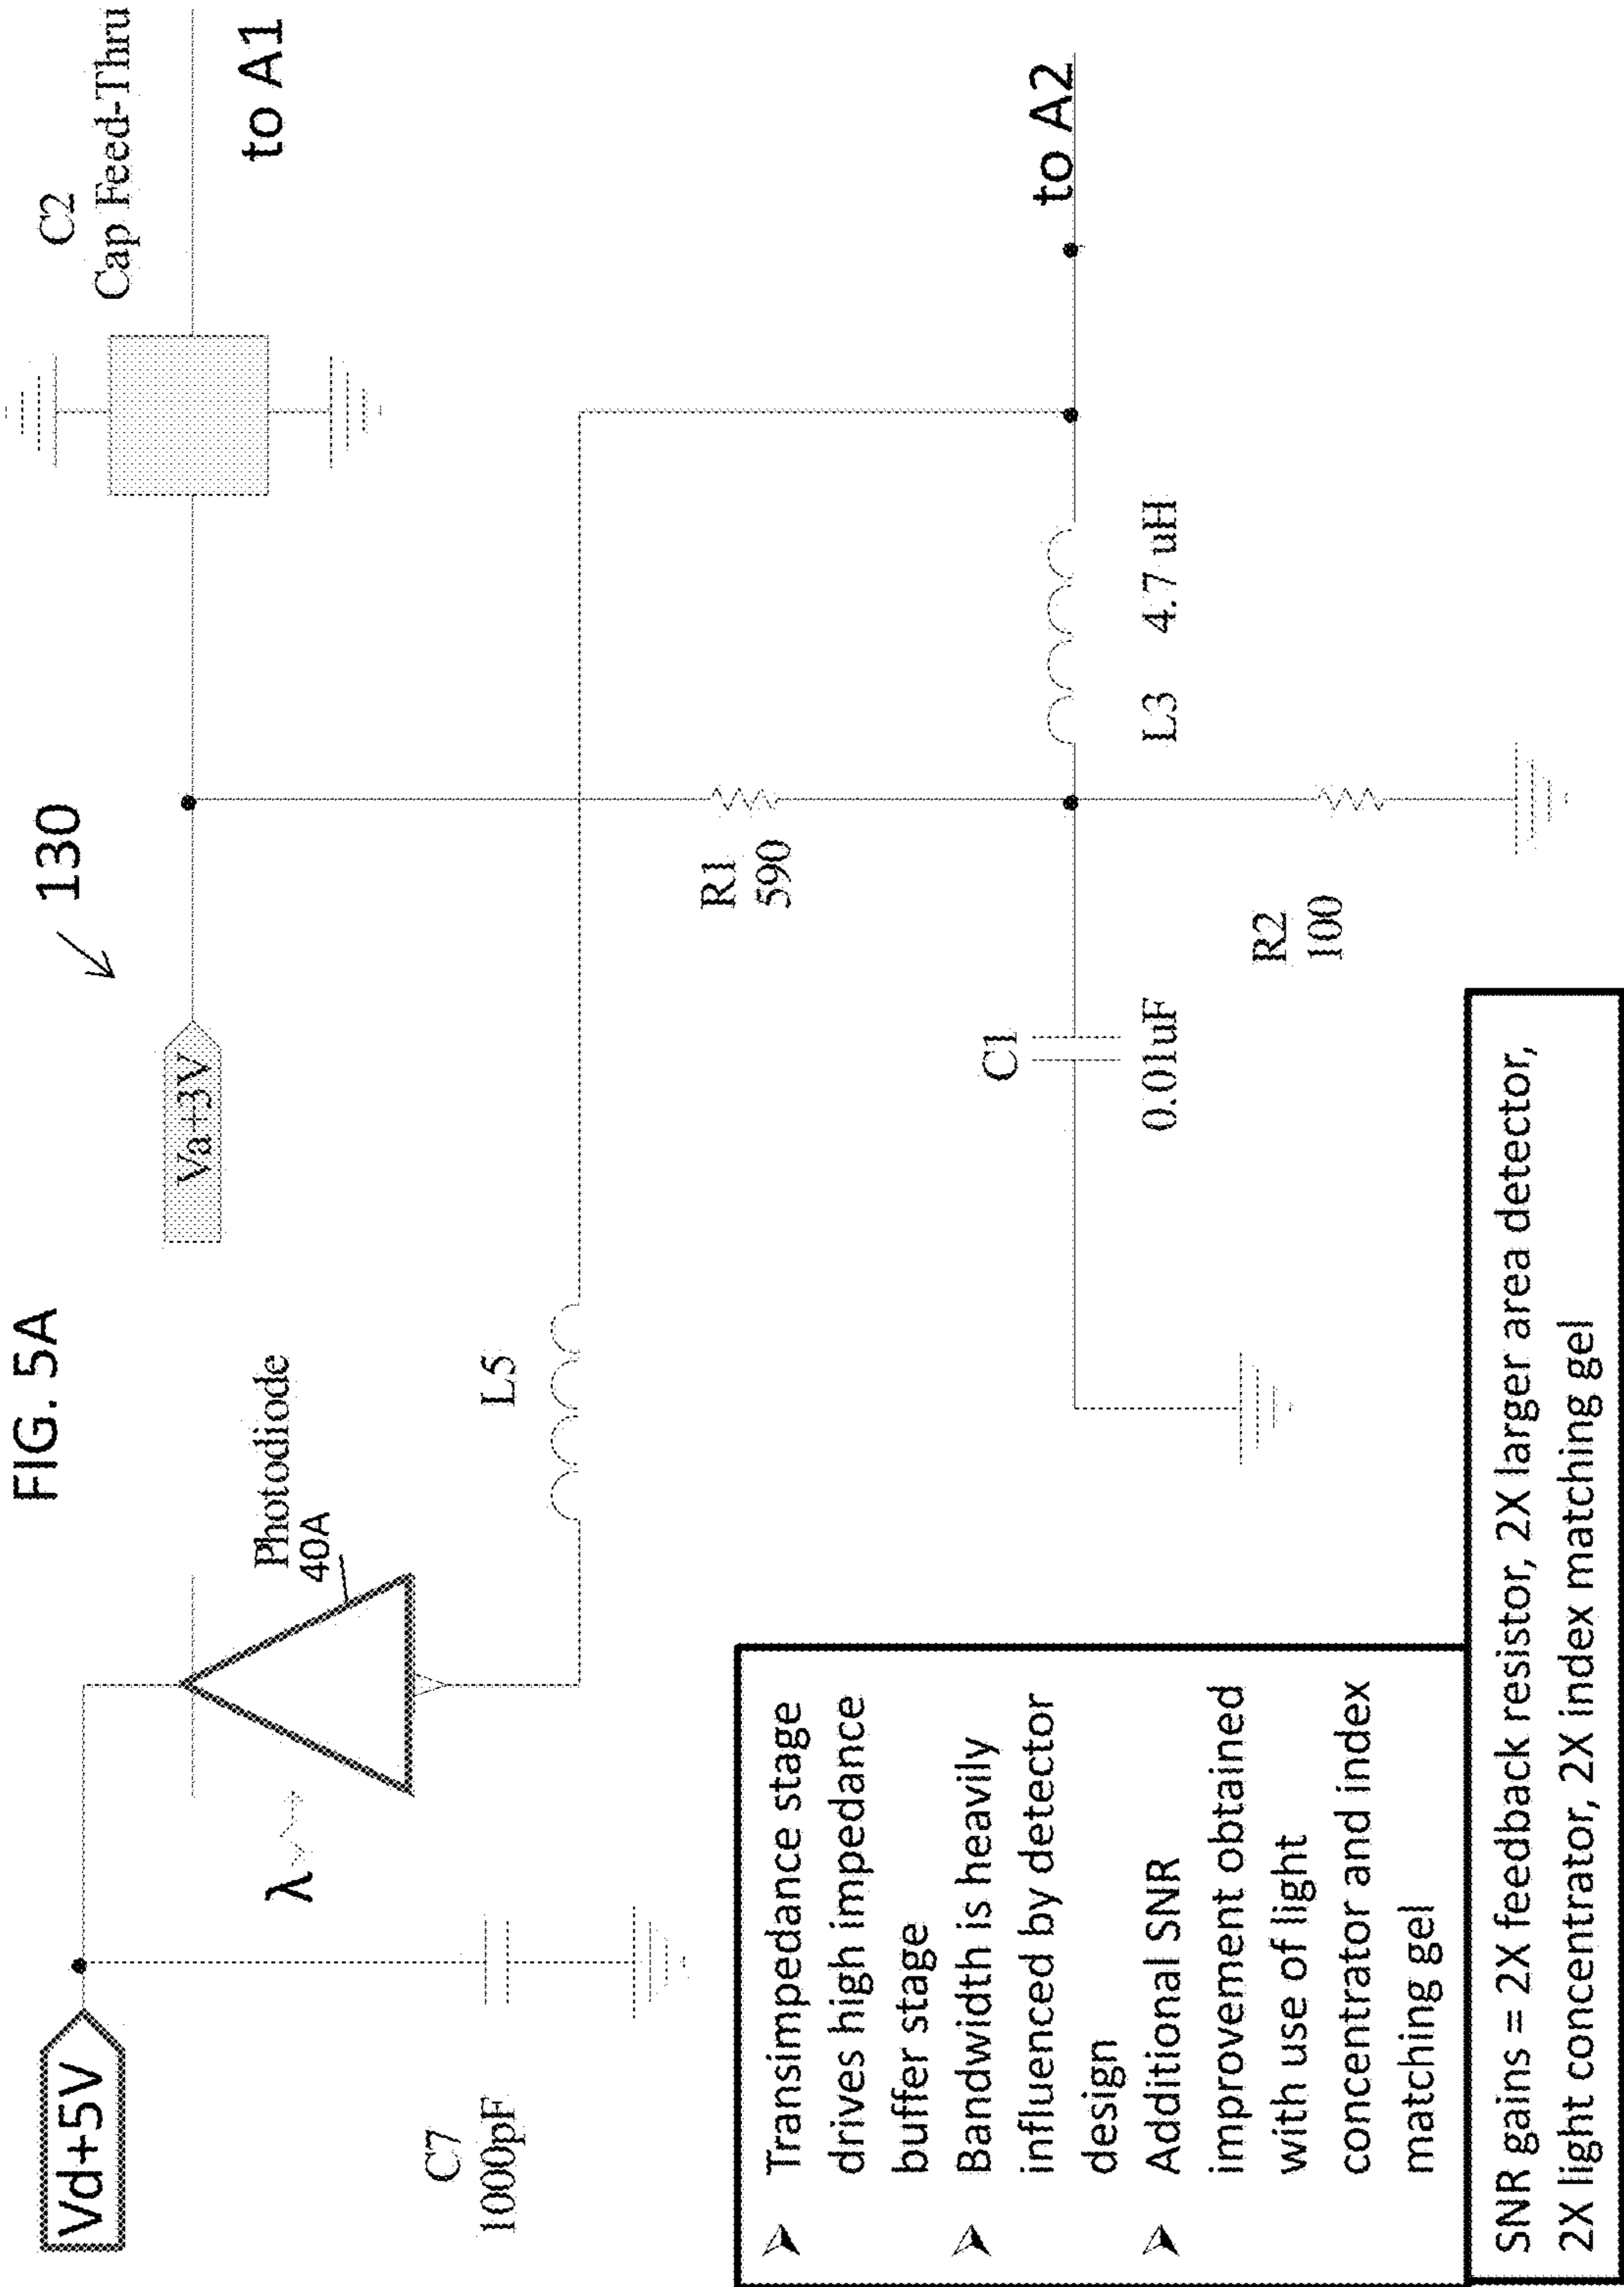 FIG. 5A
130
Vd+5V
C7
1000pF
λ
Photodiode
40A
L5
Va+3V
C2
Cap Feed-Thru
to A1
R1
590
C1
0.01uF
L3 4.7 uH
R2
100
to A2
➤ Transimpedance stage
drives high impedance
buffer stage
➤ Bandwidth is heavily
influenced by detector
design
➤ Additional SNR
improvement obtained
with use of light
concentrator and index
matching gel
SNR gains = 2X feedback resistor, 2X larger area detector,
2X light concentrator, 2X index matching gel